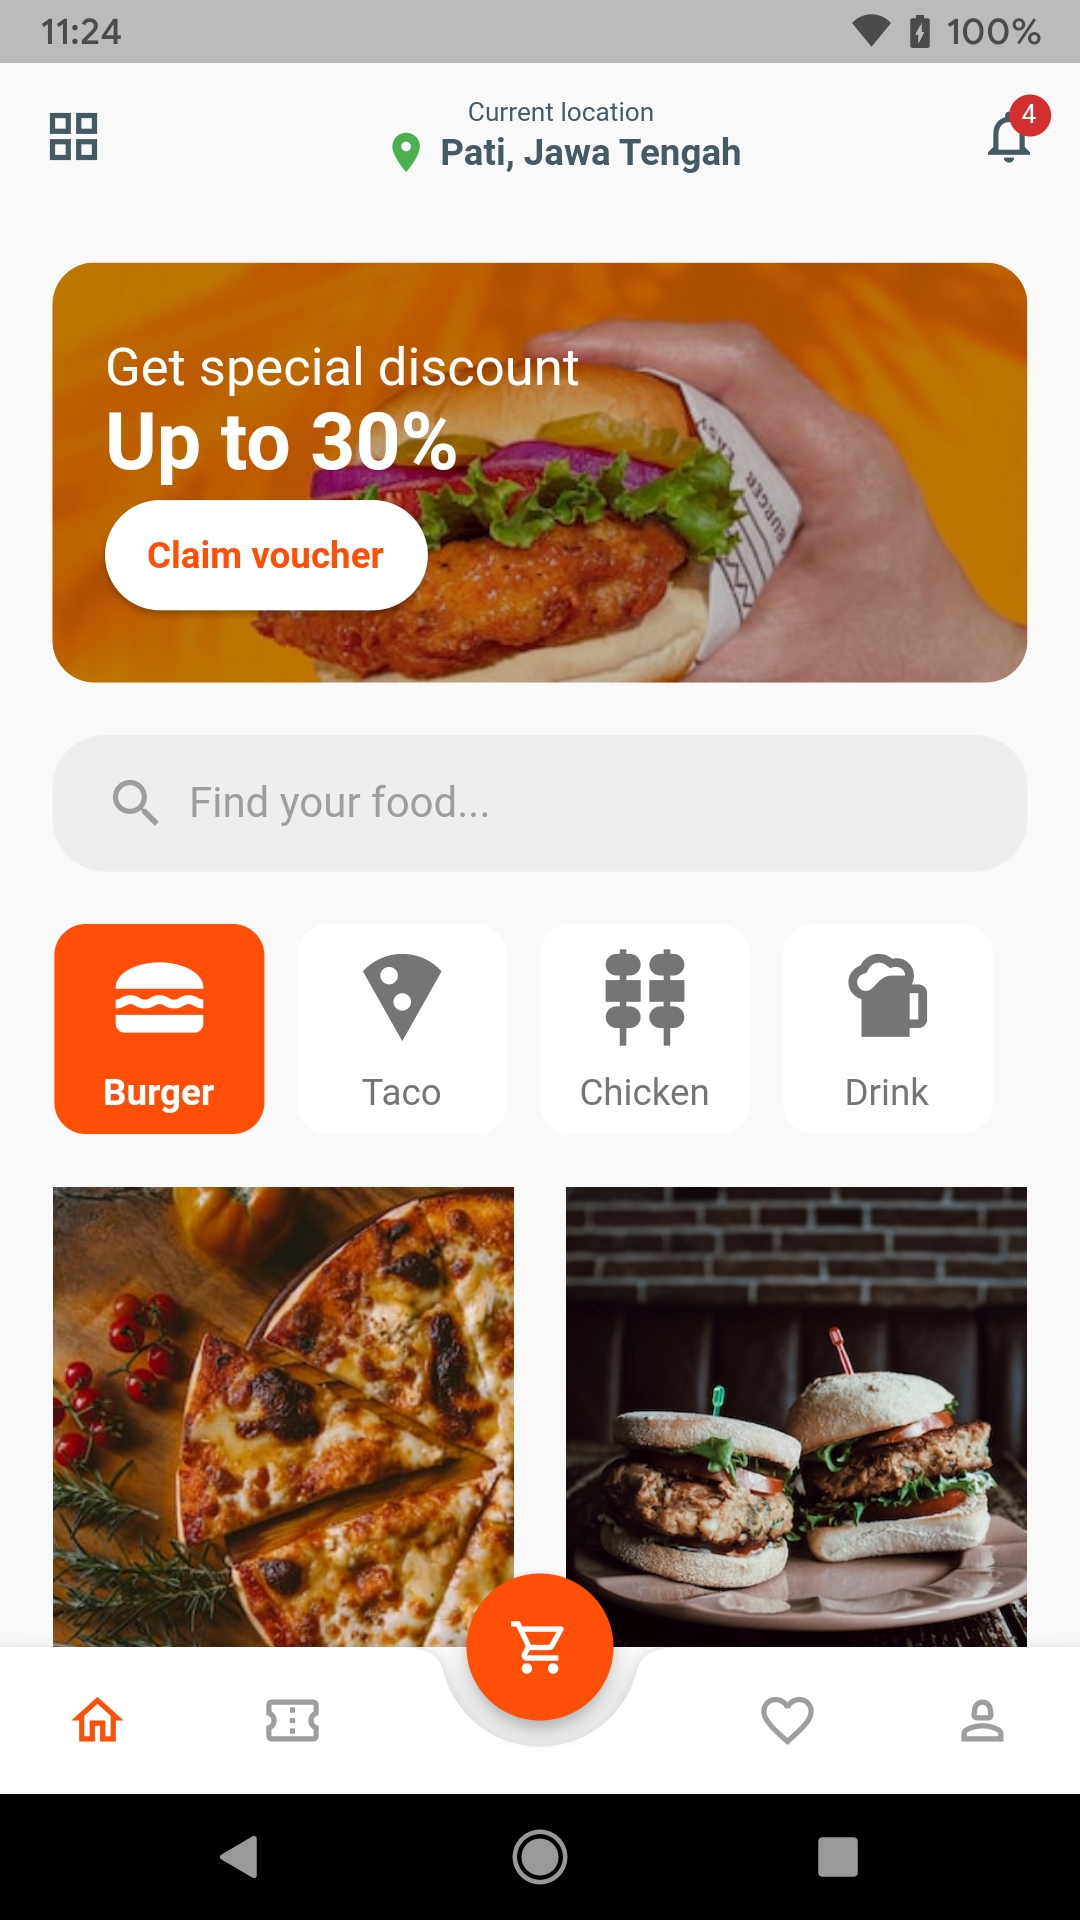 11:24
100%
Current location
Pati, Jawa Tengah
4
Get special discount
Up to 30%
BURGER
Claim voucher
Find your food...
Burger
Taco
Chicken
Drink